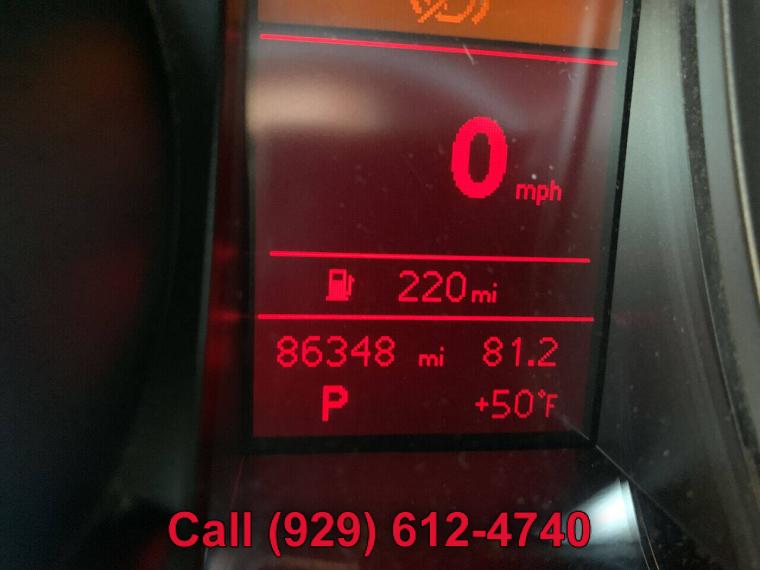 0 mph
220 mi
86348 mi 81.2
P +50°F
Call (929) 612-4740